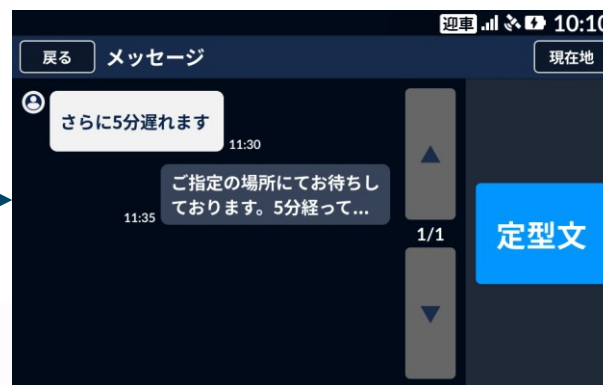 迎車 10:10
戻る メッセージ 現在地
さらに5分遅れます
11:30
ご指定の場所にてお待ちし
ております。5分経って...
11:35
1/1
定型文